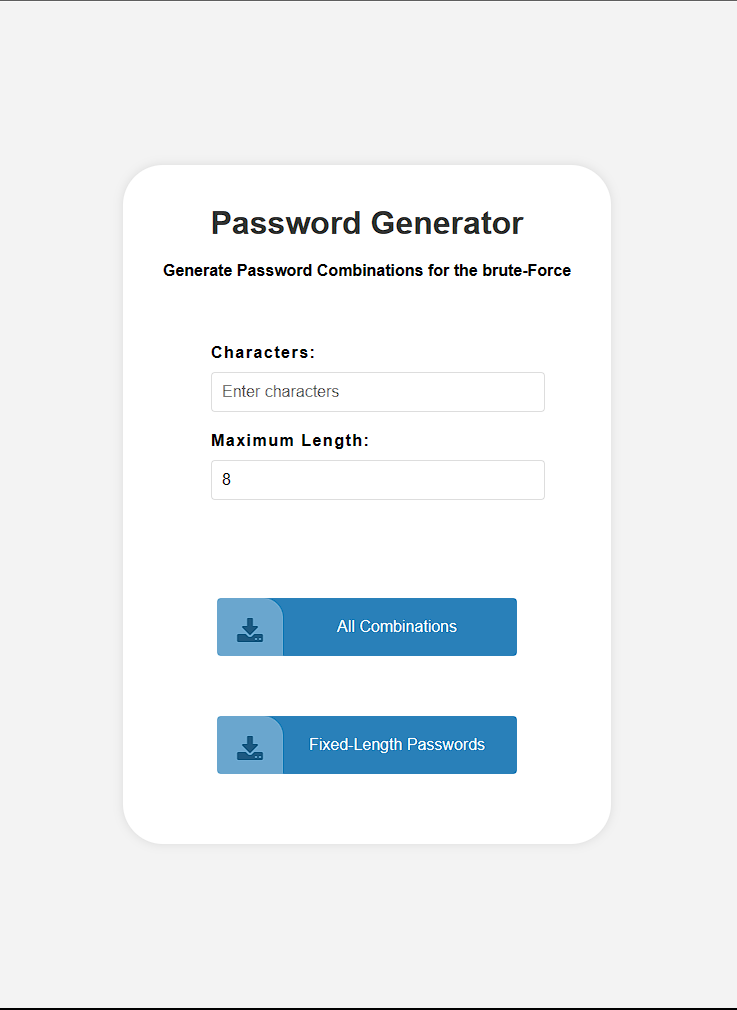 Password Generator
Generate Password Combinations for the brute-Force
Characters:
Enter characters
Maximum Length:
8
All Combinations
Fixed-Length Passwords